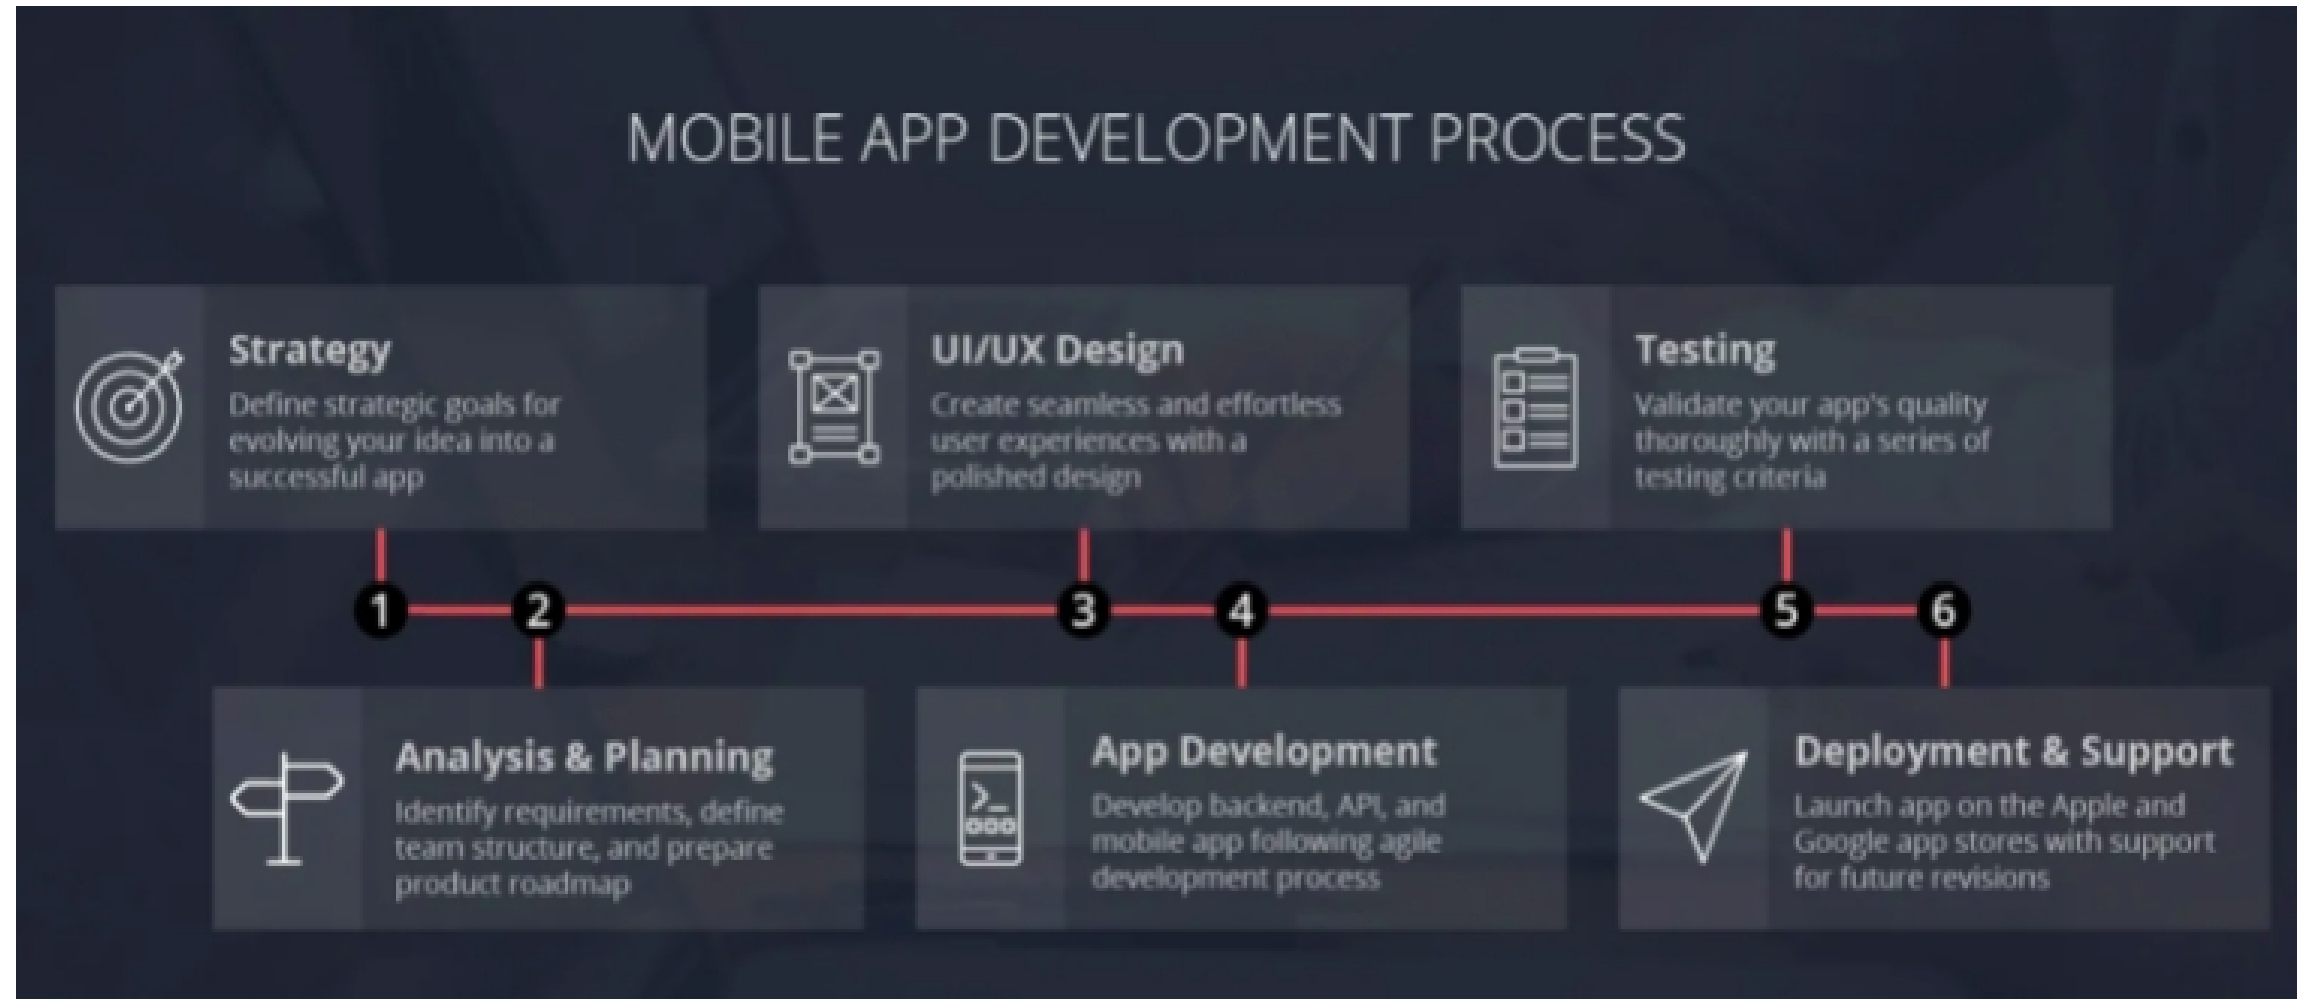 MOBILE APP DEVELOPMENT PROCESS
Strategy
Define strategic goals for
evolving your idea into a
successful app
UI/UX Design
Create seamless and effortless
user experiences with a
polished design
Testing
Validate your app's quality
thoroughly with a series of
testing criteria
1
2
3
4
5
6
Analysis & Planning
Identify requirements, define
team structure, and prepare
product roadmap
App Development
Develop backend, API, and
mobile app following agile
development process
Deployment & Support
Launch app on the Apple and
Google app stores with support
for future revisions